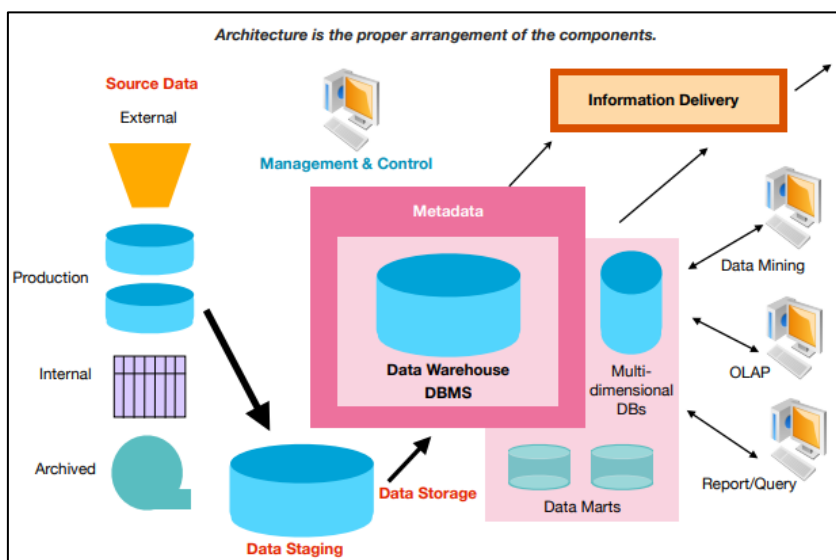 Architecture is the proper arrangement of the components.
Source Data
External
Production
Internal
Archived
Management & Control
Information Delivery
Metadata
Data Warehouse
DBMS
Multi-
dimensional
DBs
Data Marts
Data Storage
Data Staging
Data Mining
OLAP
Report/Query